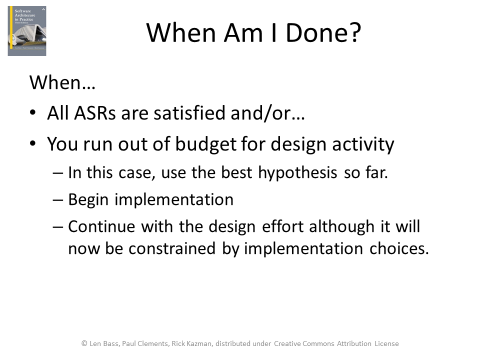 Software
Architecture
in Practice
When Am I Done?
When…
• All ASRs are satisfied and/or…
• You run out of budget for design activity
– In this case, use the best hypothesis so far.
– Begin implementation
– Continue with the design effort although it will
now be constrained by implementation choices.
© Len Bass, Paul Clements, Rick Kazman, distributed under Creative Commons Attribution License